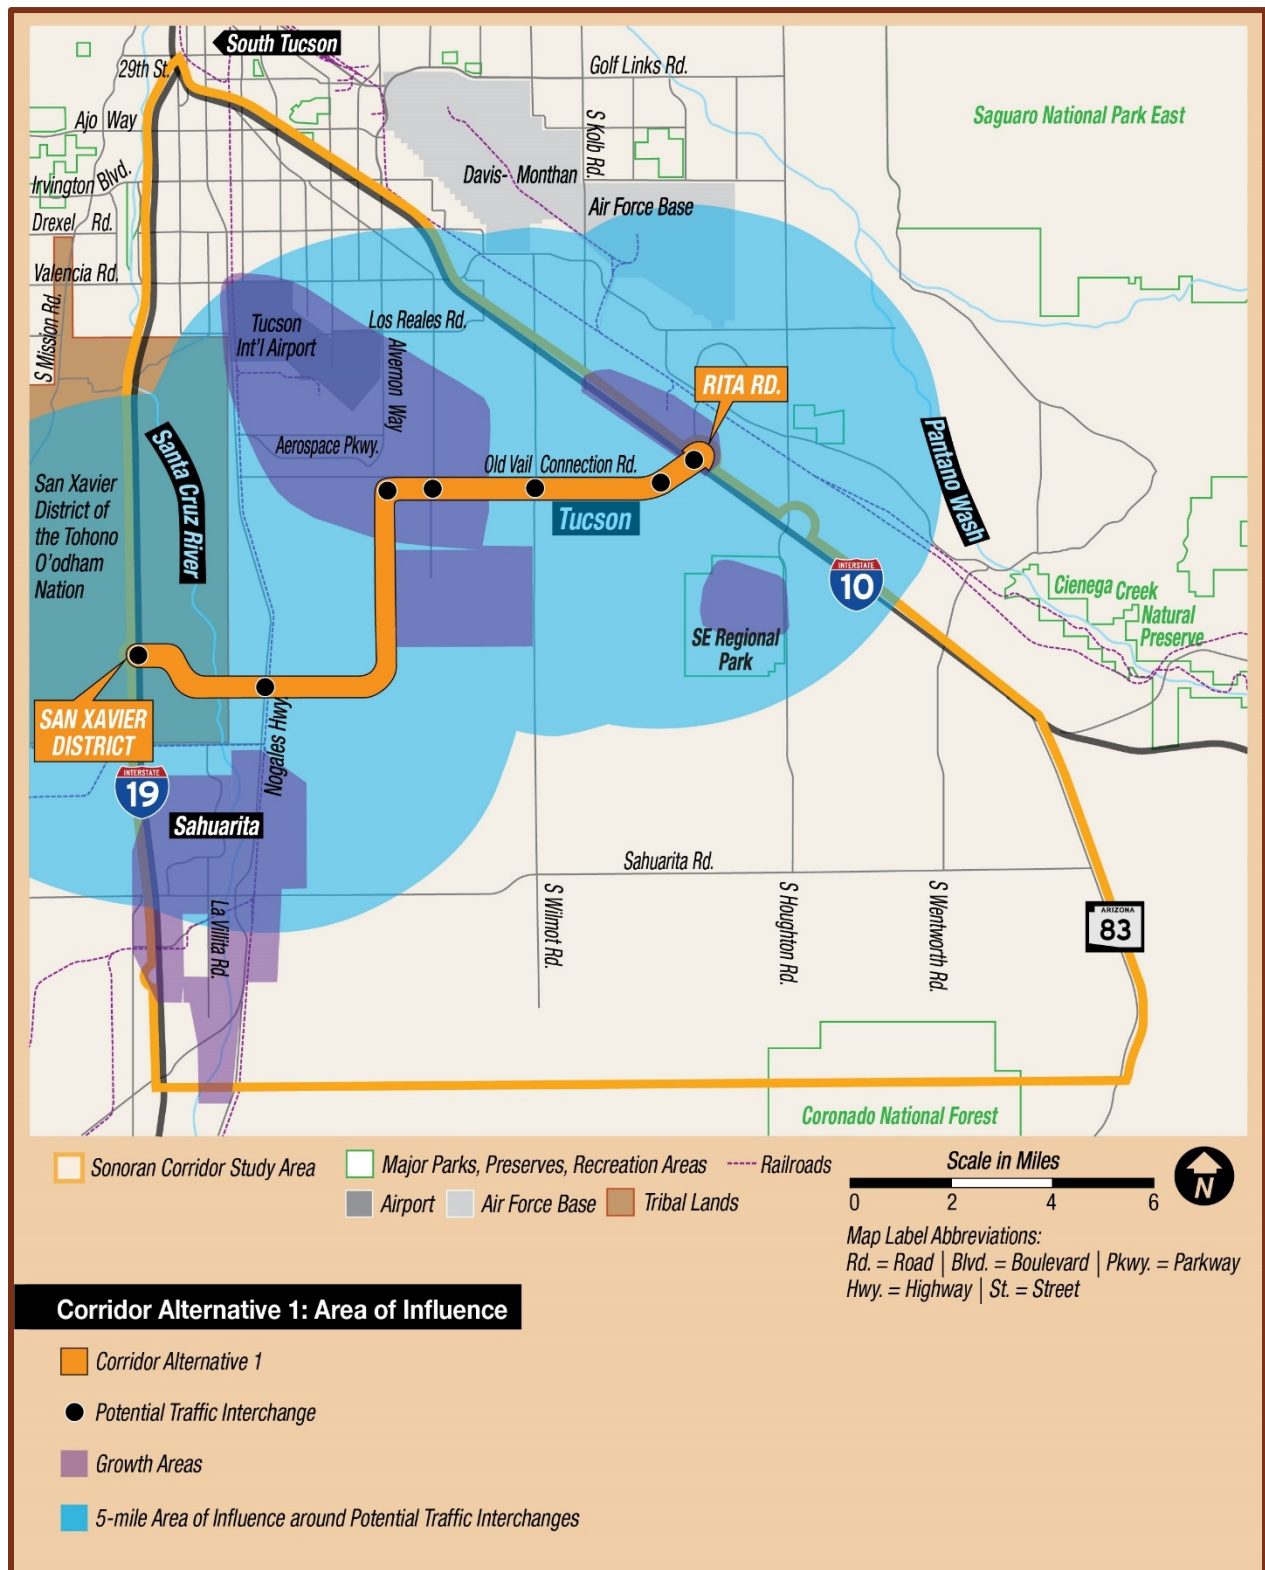 South Tucson
29th St.
Golf Links Rd.
Ajo Way
S Kolb Rd.
Saguaro National Park East
Irvington Blvd.
Davis- Monthan
Air Force Base
Drexel Rd.
Valencia Rd.
S Mission Rd.
Tucson
Int'l Airport
Los Reales Rd.
Alvernon Way
RITA RD.
Aerospace Pkwy.
Old Vail Connection Rd.
Tucson
Santa Cruz River
Pantano Wash
San Xavier
District of
the Tohono
O'odham
Nation
INTERSTATE
10
Cienega Creek
Natural
Preserve
SE Regional
Park
SAN XAVIER
DISTRICT
Nogales Hwy.
INTERSTATE
19
Sahuarita
Sahuarita Rd.
La Villita Rd.
S Wilmot Rd.
S Houghton Rd.
S Wentworth Rd.
ARIZONA
83
Coronado National Forest
Sonoran Corridor Study Area
Major Parks, Preserves, Recreation Areas
Railroads
Airport
Air Force Base
Tribal Lands
Scale in Miles
0 2 4 6
N
Map Label Abbreviations:
Rd. = Road | Blvd. = Boulevard | Pkwy. = Parkway
Hwy. = Highway | St. = Street
Corridor Alternative 1: Area of Influence
Corridor Alternative 1
Potential Traffic Interchange
Growth Areas
5-mile Area of Influence around Potential Traffic Interchanges